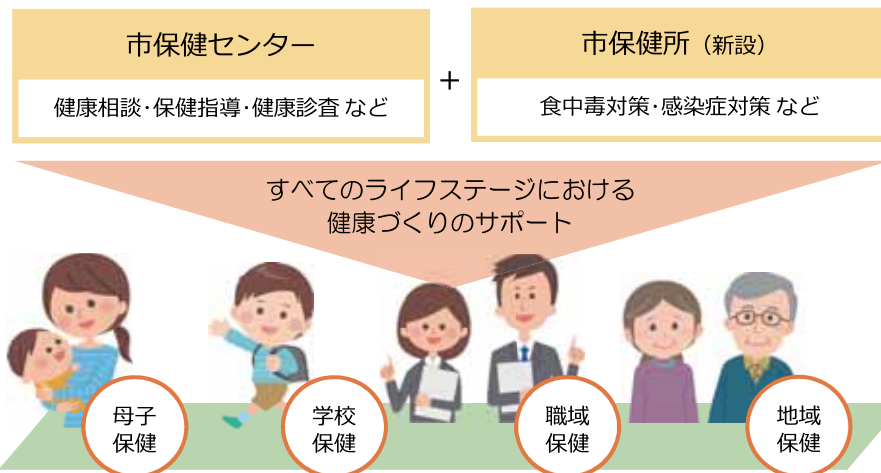 市保健センター
健康相談・保健指導・健康診査 など
+
市保健所（新設）
食中毒対策・感染症対策 など
すべてのライフステージにおける
健康づくりのサポート
母子
保健
学校
保健
職域
保健
地域
保健